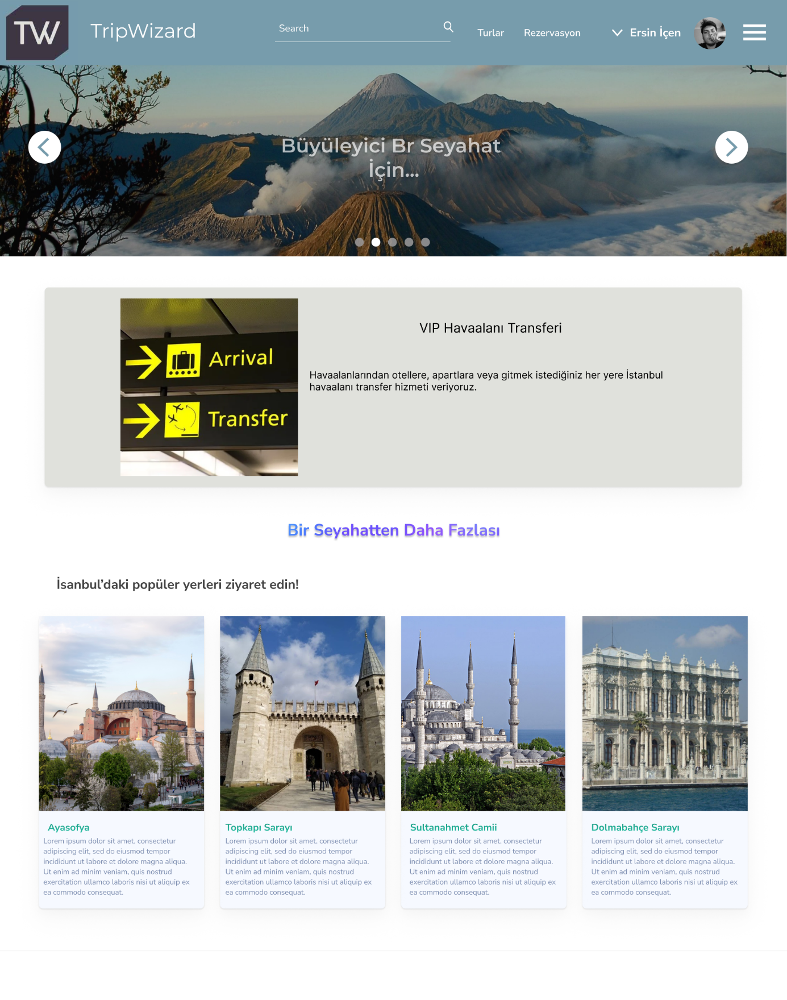 TW
TripWizard
Search
Turlar
Rezervasyon
Ersin İçen
Büyüleyici Br Seyahat
İçin...
Arrival
Transfer
VIP Havaalanı Transferi
Havaalanlarından otellere, apartlara veya gitmek istediğiniz her yere İstanbul
havaalanı transfer hizmeti veriyoruz.
Bir Seyahatten Daha Fazlası
İsanbul’daki popüler yerleri ziyaret edin!
Ayasofya
Lorem ipsum dolor sit amet, consectetur
adipiscing elit, sed do eiusmod tempor
incididunt ut labore et dolore magna aliqua.
Ut enim ad minim veniam, quis nostrud
exercitation ullamco laboris nisi ut aliquip ex
ea commodo consequat.
Topkapı Sarayı
Lorem ipsum dolor sit amet, consectetur
adipiscing elit, sed do eiusmod tempor
incididunt ut labore et dolore magna aliqua.
Ut enim ad minim veniam, quis nostrud
exercitation ullamco laboris nisi ut aliquip ex
ea commodo consequat.
Sultanahmet Camii
Lorem ipsum dolor sit amet, consectetur
adipiscing elit, sed do eiusmod tempor
incididunt ut labore et dolore magna aliqua.
Ut enim ad minim veniam, quis nostrud
exercitation ullamco laboris nisi ut aliquip ex
ea commodo consequat.
Dolmabahçe Sarayı
Lorem ipsum dolor sit amet, consectetur
adipiscing elit, sed do eiusmod tempor
incididunt ut labore et dolore magna aliqua.
Ut enim ad minim veniam, quis nostrud
exercitation ullamco laboris nisi ut aliquip ex
ea commodo consequat.